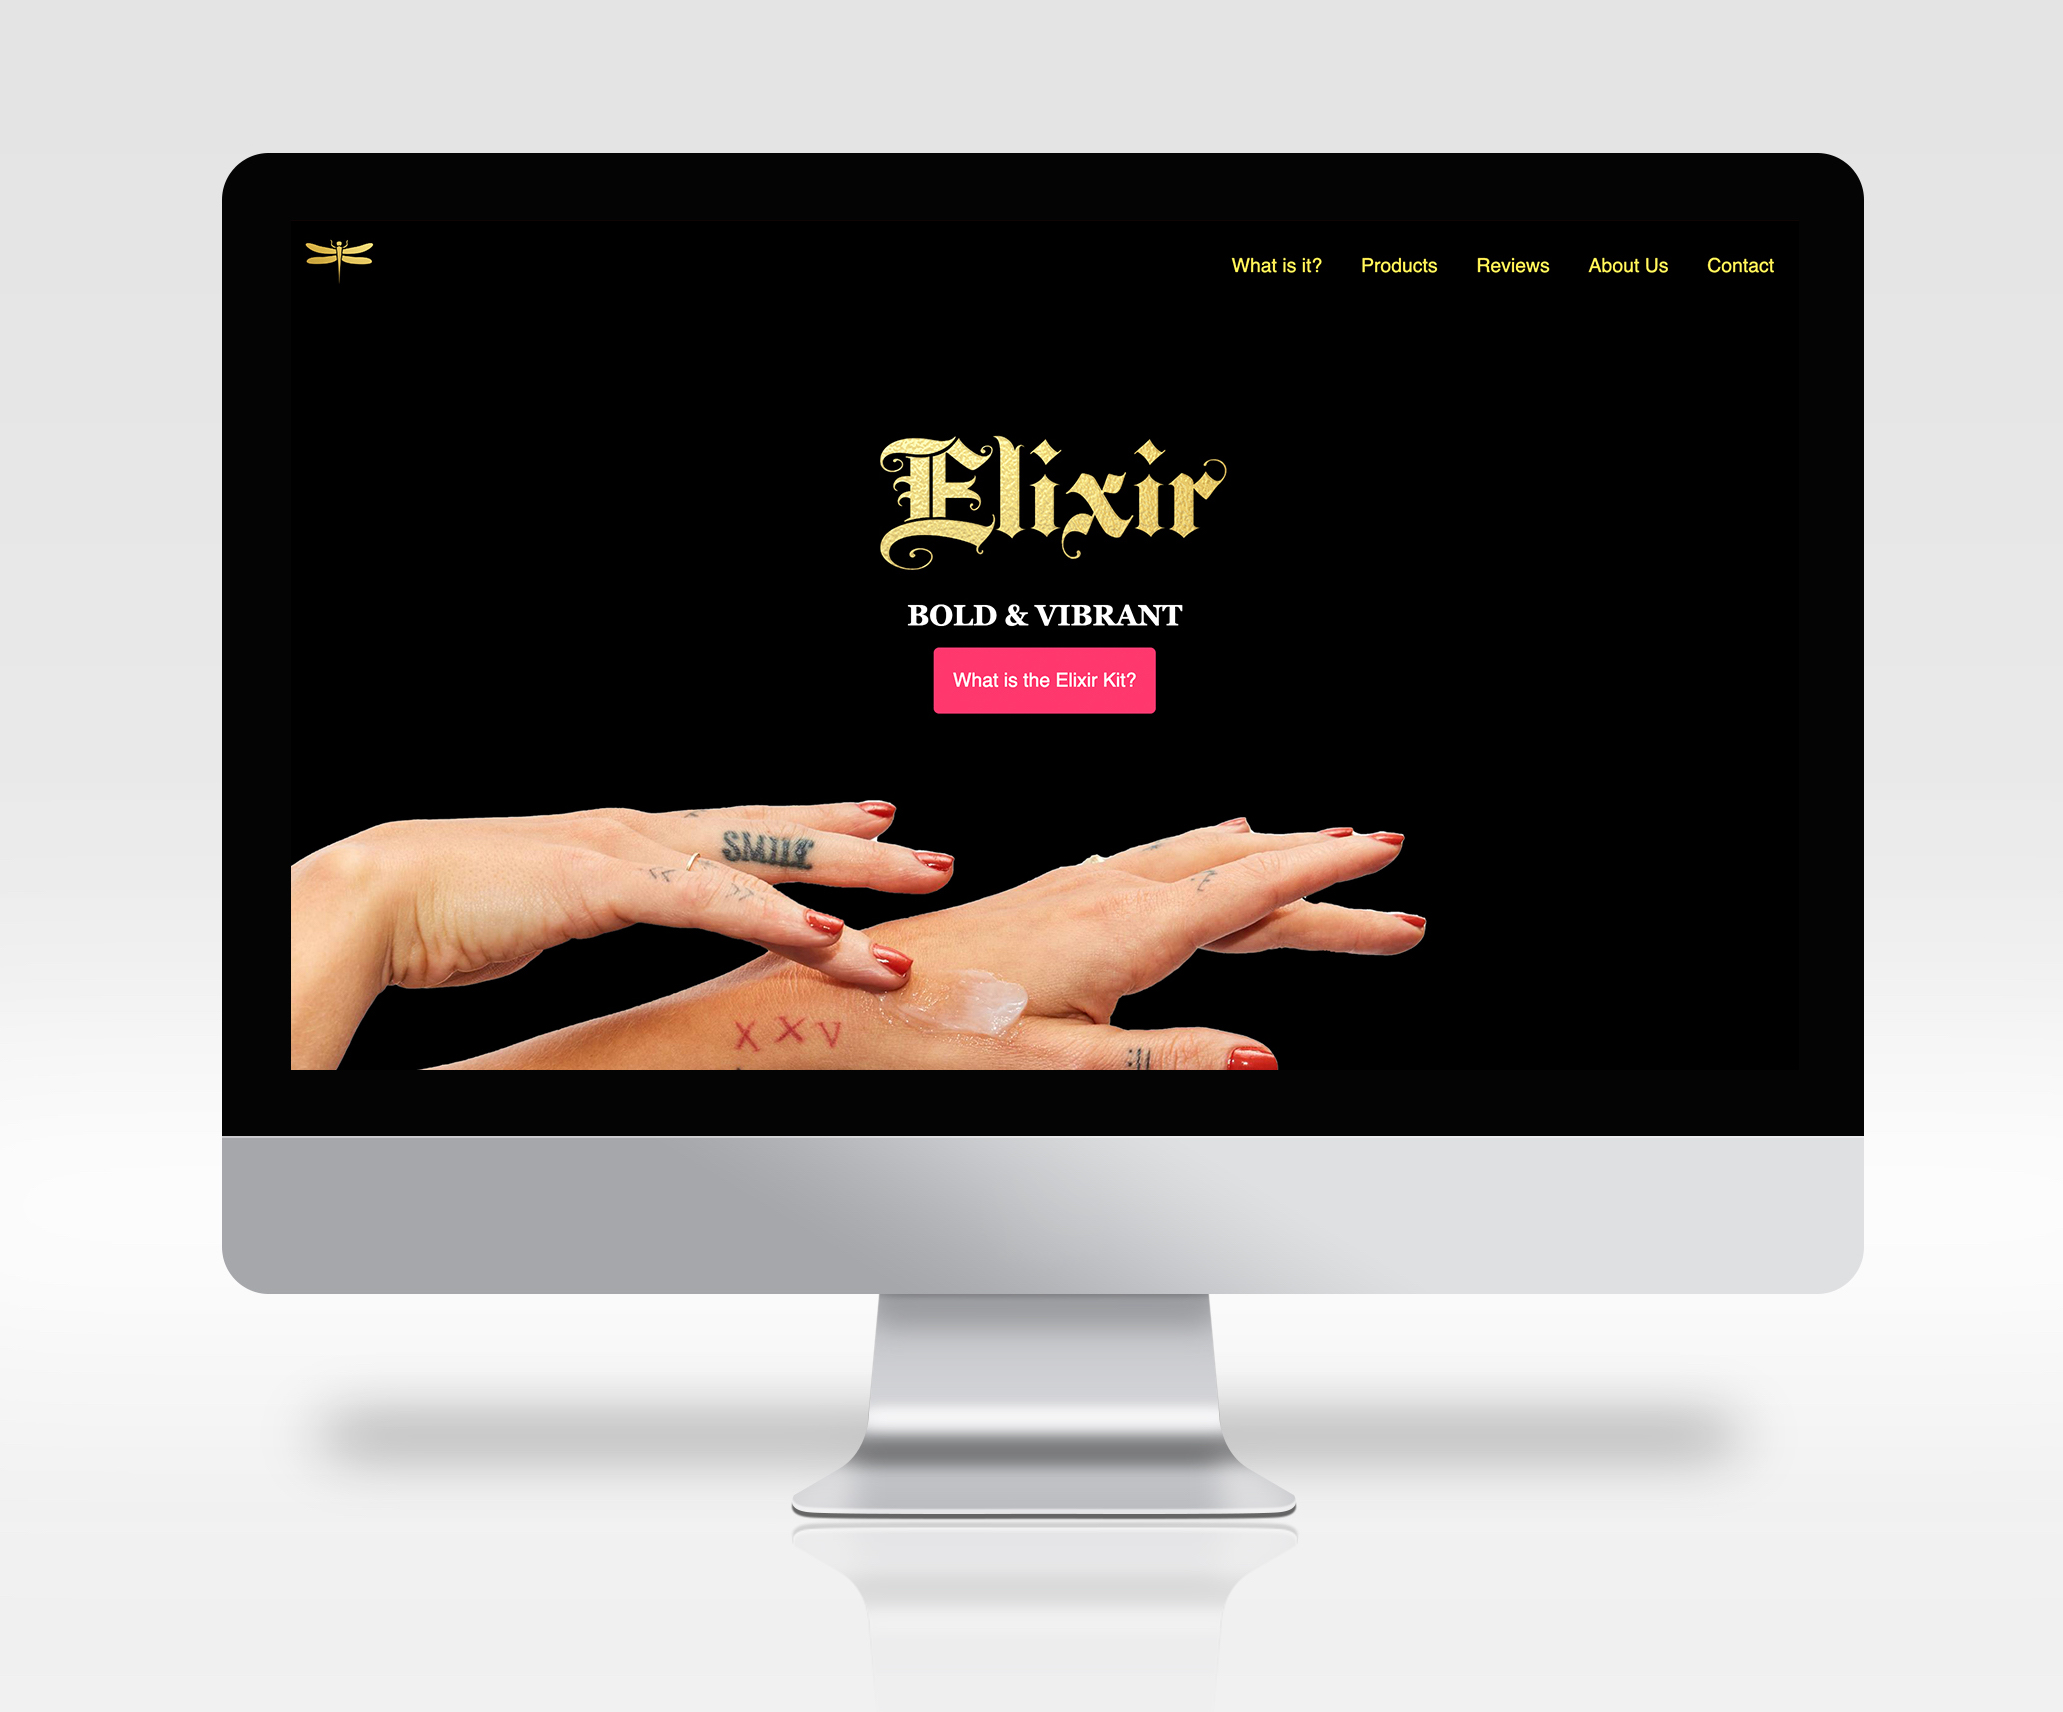 What is it? Products Reviews About Us Contact
Elixir
BOLD & VIBRANT
What is the Elixir Kit?
SMILE
XXV